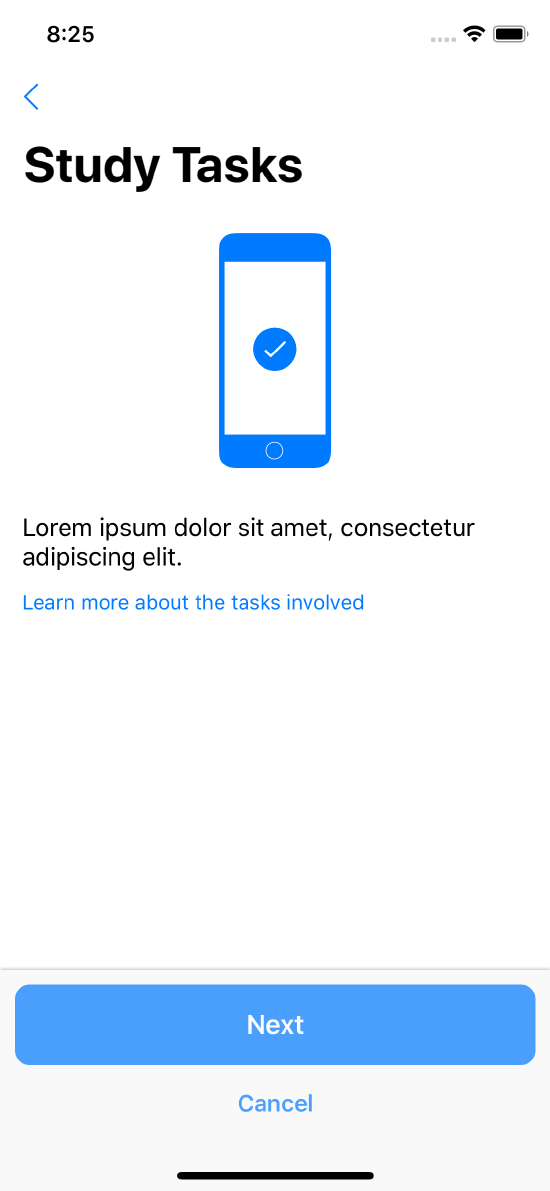 8:25
Study Tasks
Lorem ipsum dolor sit amet, consectetur
adipiscing elit.
Learn more about the tasks involved
Next
Cancel